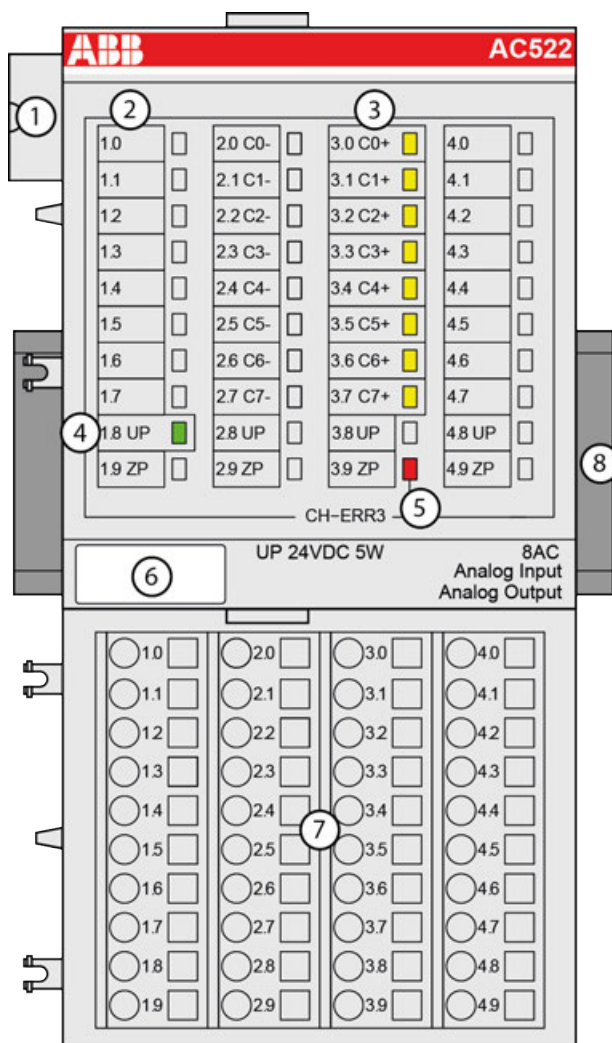 ABB AC522
1 2 3
1.0 2.0 C0- 3.0 C0+ 4.0
1.1 2.1 C1- 3.1 C1+ 4.1
1.2 2.2 C2- 3.2 C2+ 4.2
1.3 2.3 C3- 3.3 C3+ 4.3
1.4 2.4 C4- 3.4 C4+ 4.4
1.5 2.5 C5- 3.5 C5+ 4.5
1.6 2.6 C6- 3.6 C6+ 4.6
1.7 2.7 C7- 3.7 C7+ 4.7
4 1.8 UP 2.8 UP 3.8 UP 4.8 UP
1.9 ZP 2.9 ZP 3.9 ZP 4.9 ZP 8
5
CH-ERR3
6 UP 24VDC 5W 8AC
Analog Input
Analog Output
1.0 2.0 3.0 4.0
1.1 2.1 3.1 4.1
1.2 2.2 3.2 4.2
1.3 2.3 3.3 4.3
1.4 2.4 3.4 4.4
7
1.5 2.5 3.5 4.5
1.6 2.6 3.6 4.6
1.7 2.7 3.7 4.7
1.8 2.8 3.8 4.8
1.9 2.9 3.9 4.9